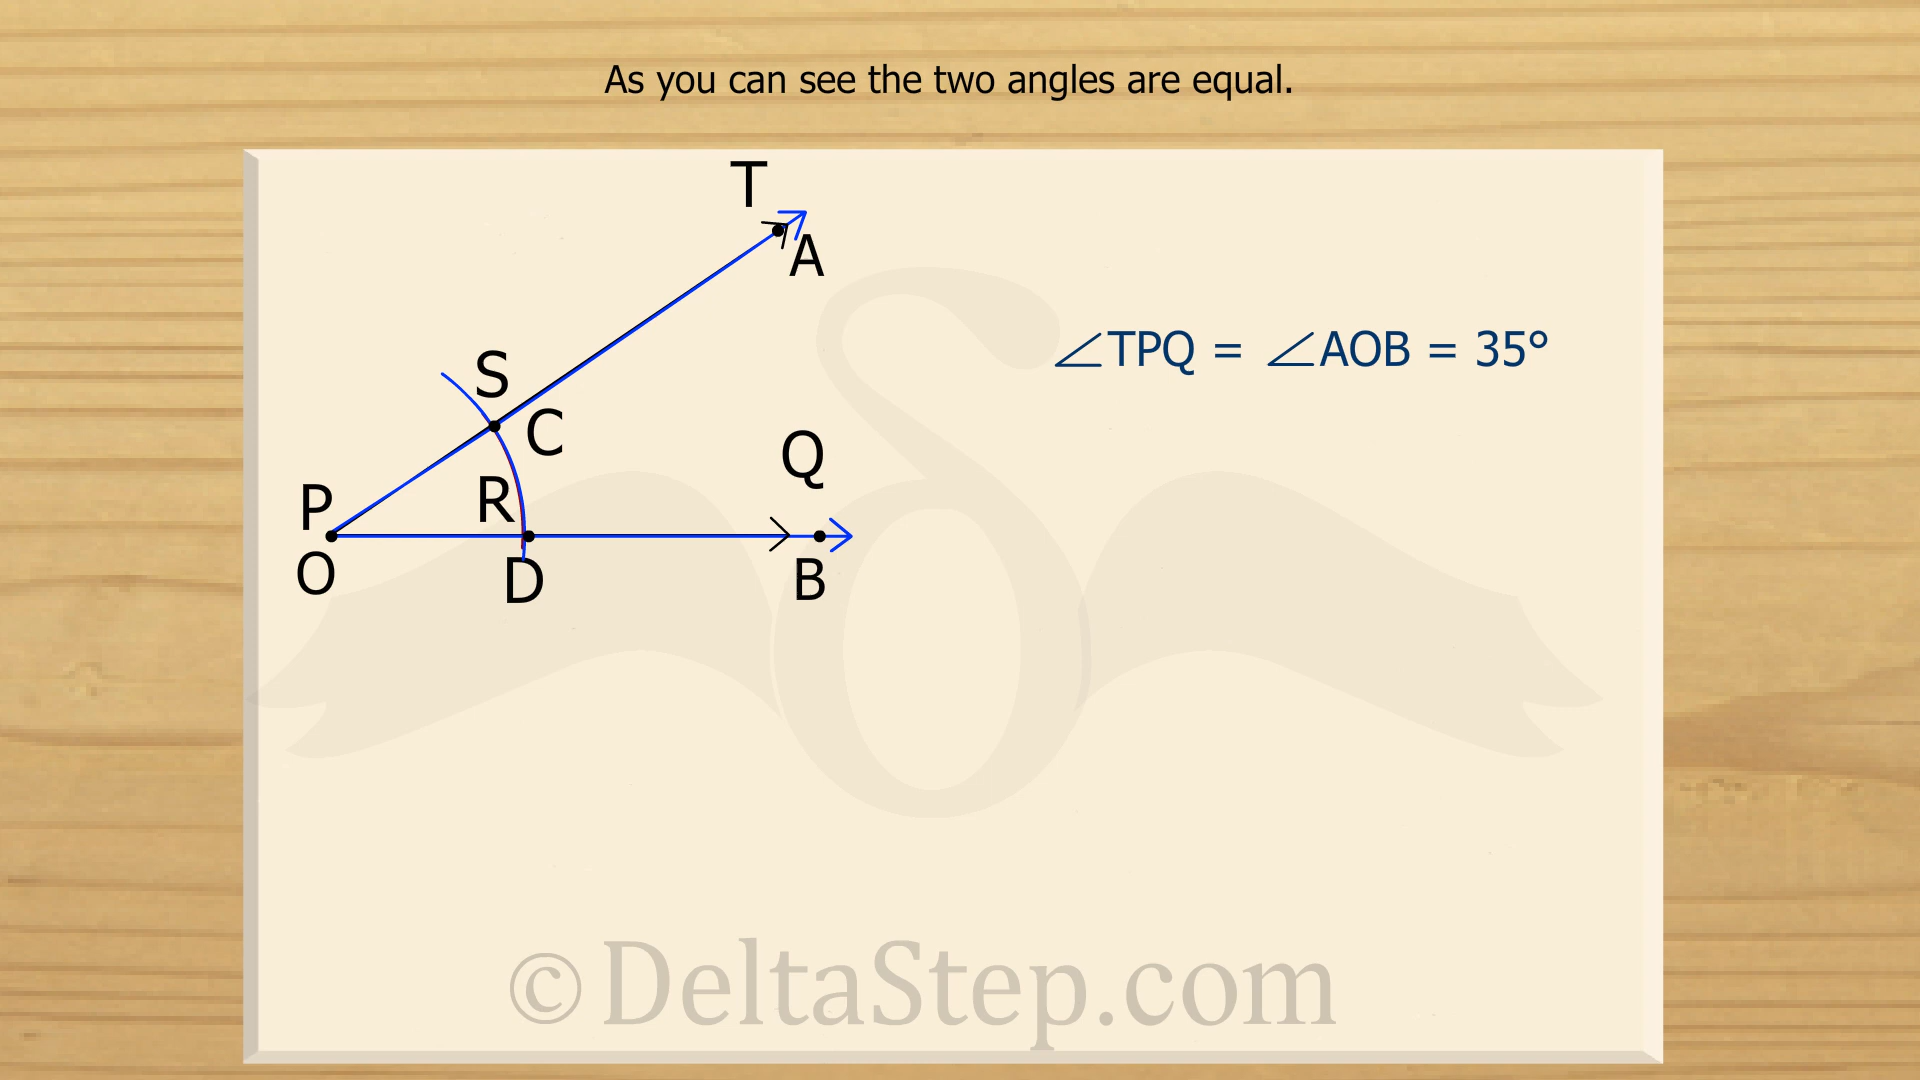 As you can see the two angles are equal.
T
A
∠TPQ = ∠AOB = 35°
S
C
Q
P
R
O
D
B
©DeltaStep.com